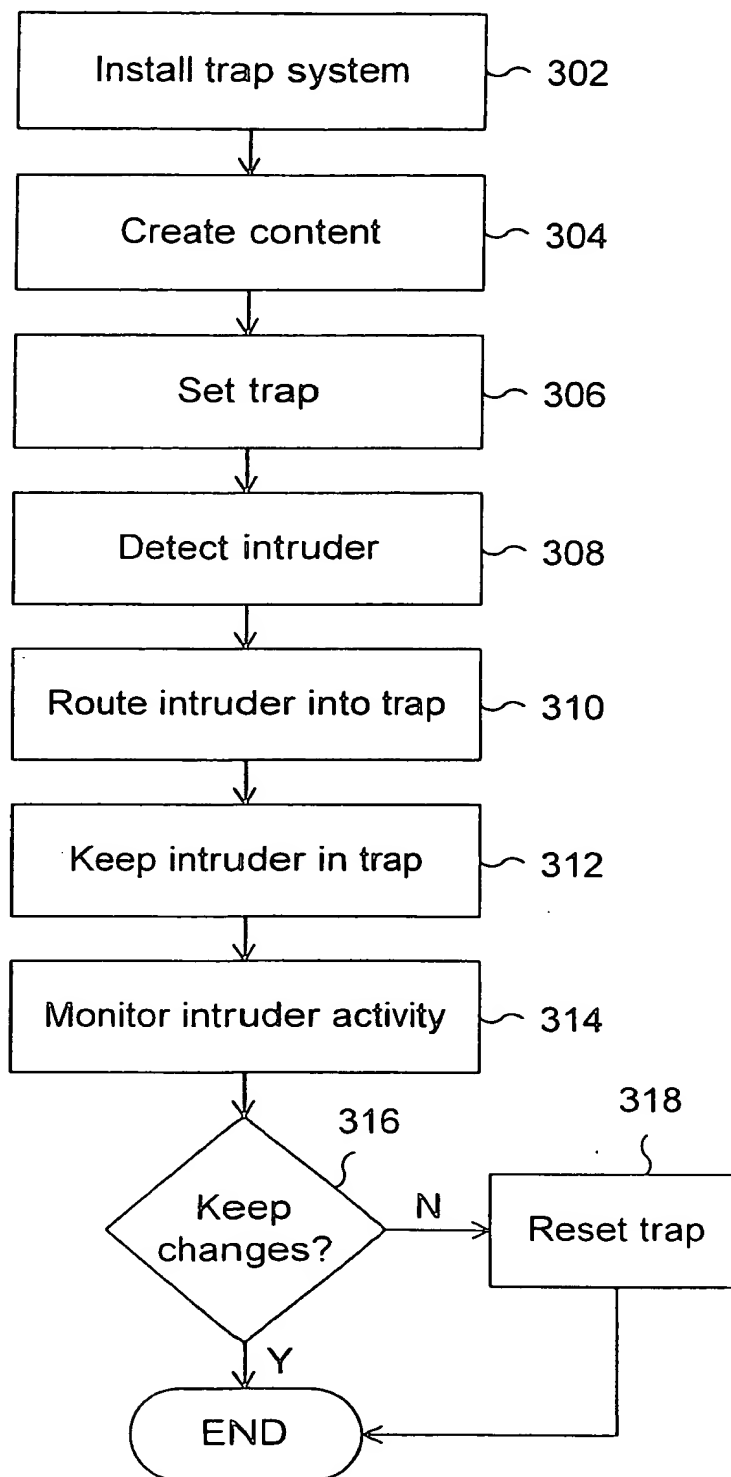 Install trap system
302
Create content
304
Set trap
306
Detect intruder
308
Route intruder into trap
310
Keep intruder in trap
312
Monitor intruder activity
314
316
318
Keep
changes?
N
Reset trap
Y
END